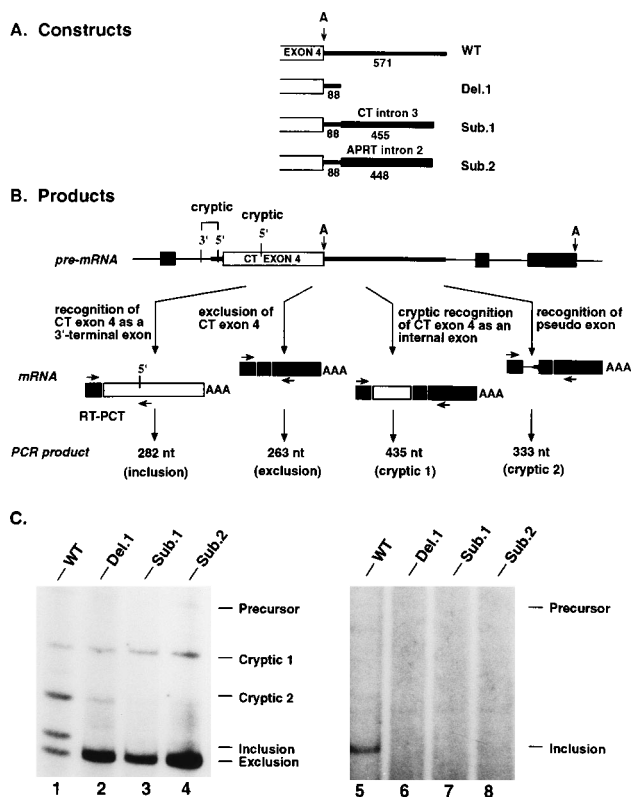 A. Constructs
A
EXON 4
571
WT
88
Del.1
CT intron 3
88
455
Sub.1
APRT intron 2
88
448
Sub.2
B. Products
cryptic
cryptic
3'
5'
5'
A
A
pre-mRNA
CT EXON 4
recognition of
CT exon 4 as a
3'-terminal exon
exclusion of
CT exon 4
cryptic recognition
of CT exon 4 as an
internal exon
recognition of
pseudo exon
mRNA
5'
AAA
AAA
AAA
AAA
RT-PCT
PCR product
282 nt
(inclusion)
263 nt
(exclusion)
435 nt
(cryptic 1)
333 nt
(cryptic 2)
C.
WT
Del.1
Sub.1
Sub.2
Precursor
Cryptic 1
Cryptic 2
Inclusion
Exclusion
1 2 3 4
WT
Del.1
Sub.1
Sub.2
Precursor
Inclusion
5 6 7 8